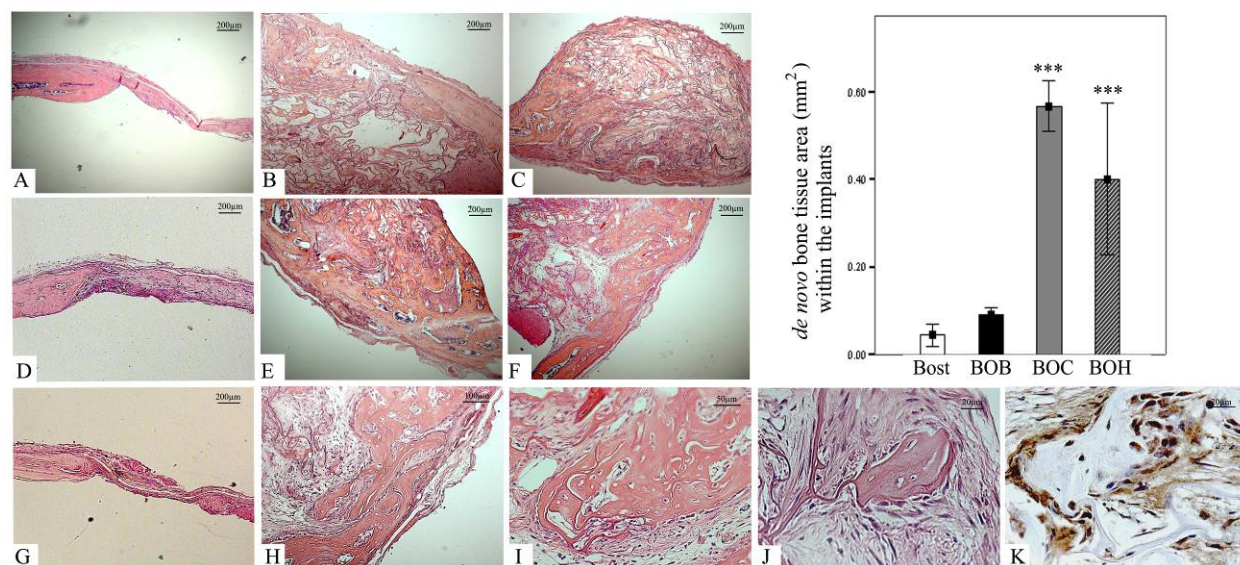 200µm
A
200µm
B
200µm
C
200µm
D
200µm
E
200µm
F
200µm
G
100µm
H
50µm
I
20µm
J
K
de novo bone tissue area (mm²)
within the implants
0.60
0.40
0.20
0.00
***
***
Bost BOB BOC BOH